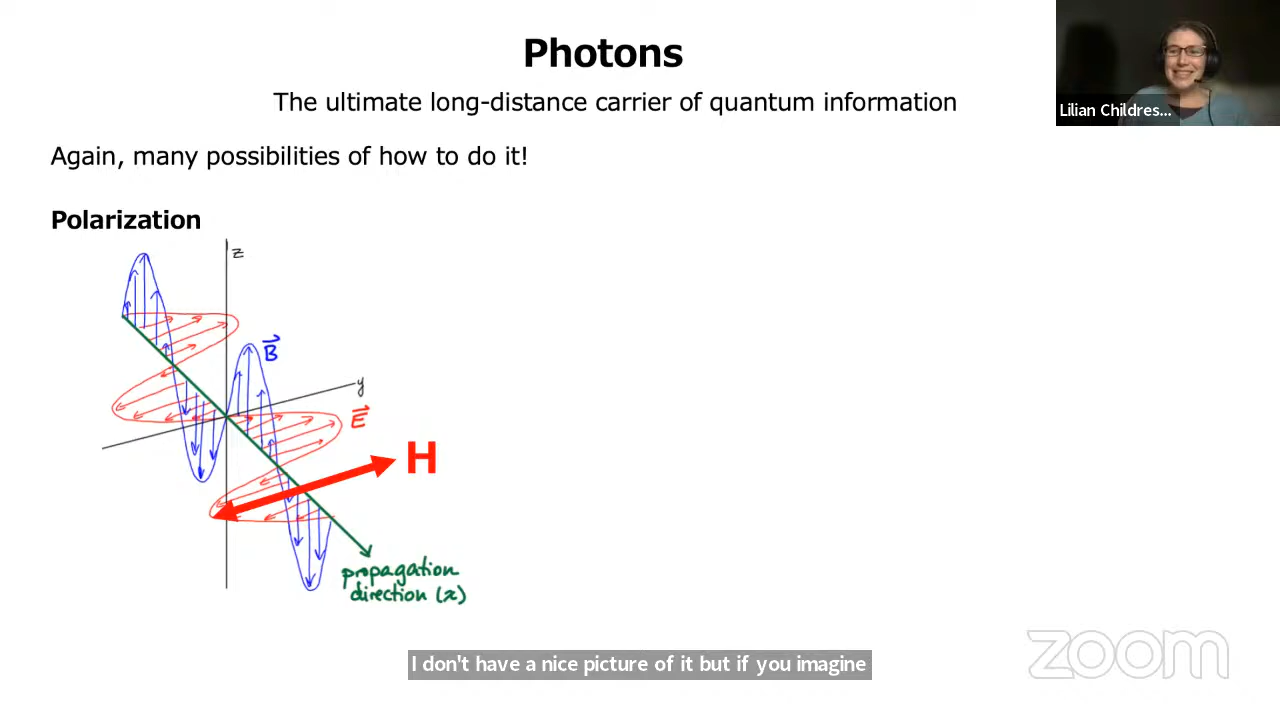 Photons
The ultimate long-distance carrier of quantum information
Lilian Childres...
Again, many possibilities of how to do it!
Polarization
z
B
y
E
H
propagation
direction (x)
I don't have a nice picture of it but if you imagine
zoom